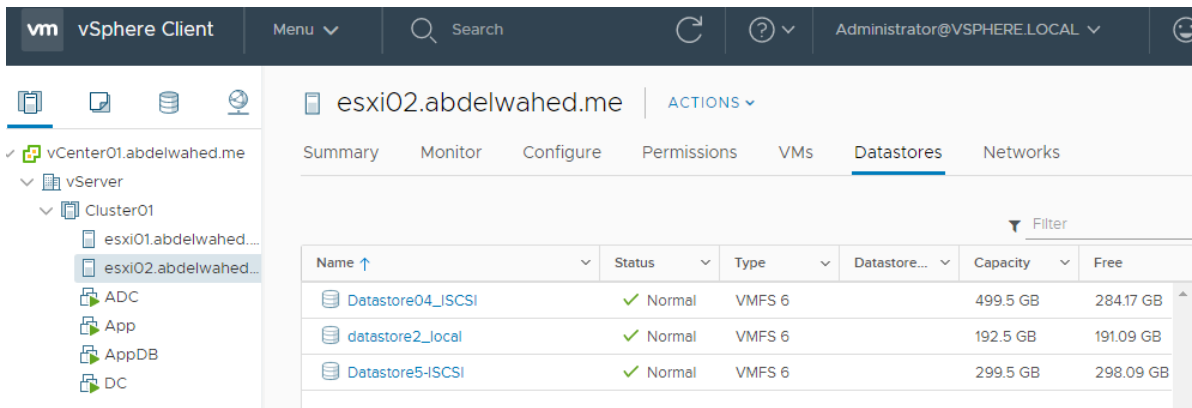 vm vSphere Client Menu Search Administrator@VSPHERE.LOCAL
esxi02.abdelwahed.me ACTIONS
Summary Monitor Configure Permissions VMs Datastores Networks
vCenter01.abdelwahed.me
vServer
Cluster01
esxi01.abdelwahed....
esxi02.abdelwahed...
ADC
App
AppDB
DC
Filter
Name Status Type Datastore... Capacity Free
Datastore04_ISCSI Normal VMFS 6 499.5 GB 284.17 GB
datastore2_local Normal VMFS 6 192.5 GB 191.09 GB
Datastore5-ISCSI Normal VMFS 6 299.5 GB 298.09 GB